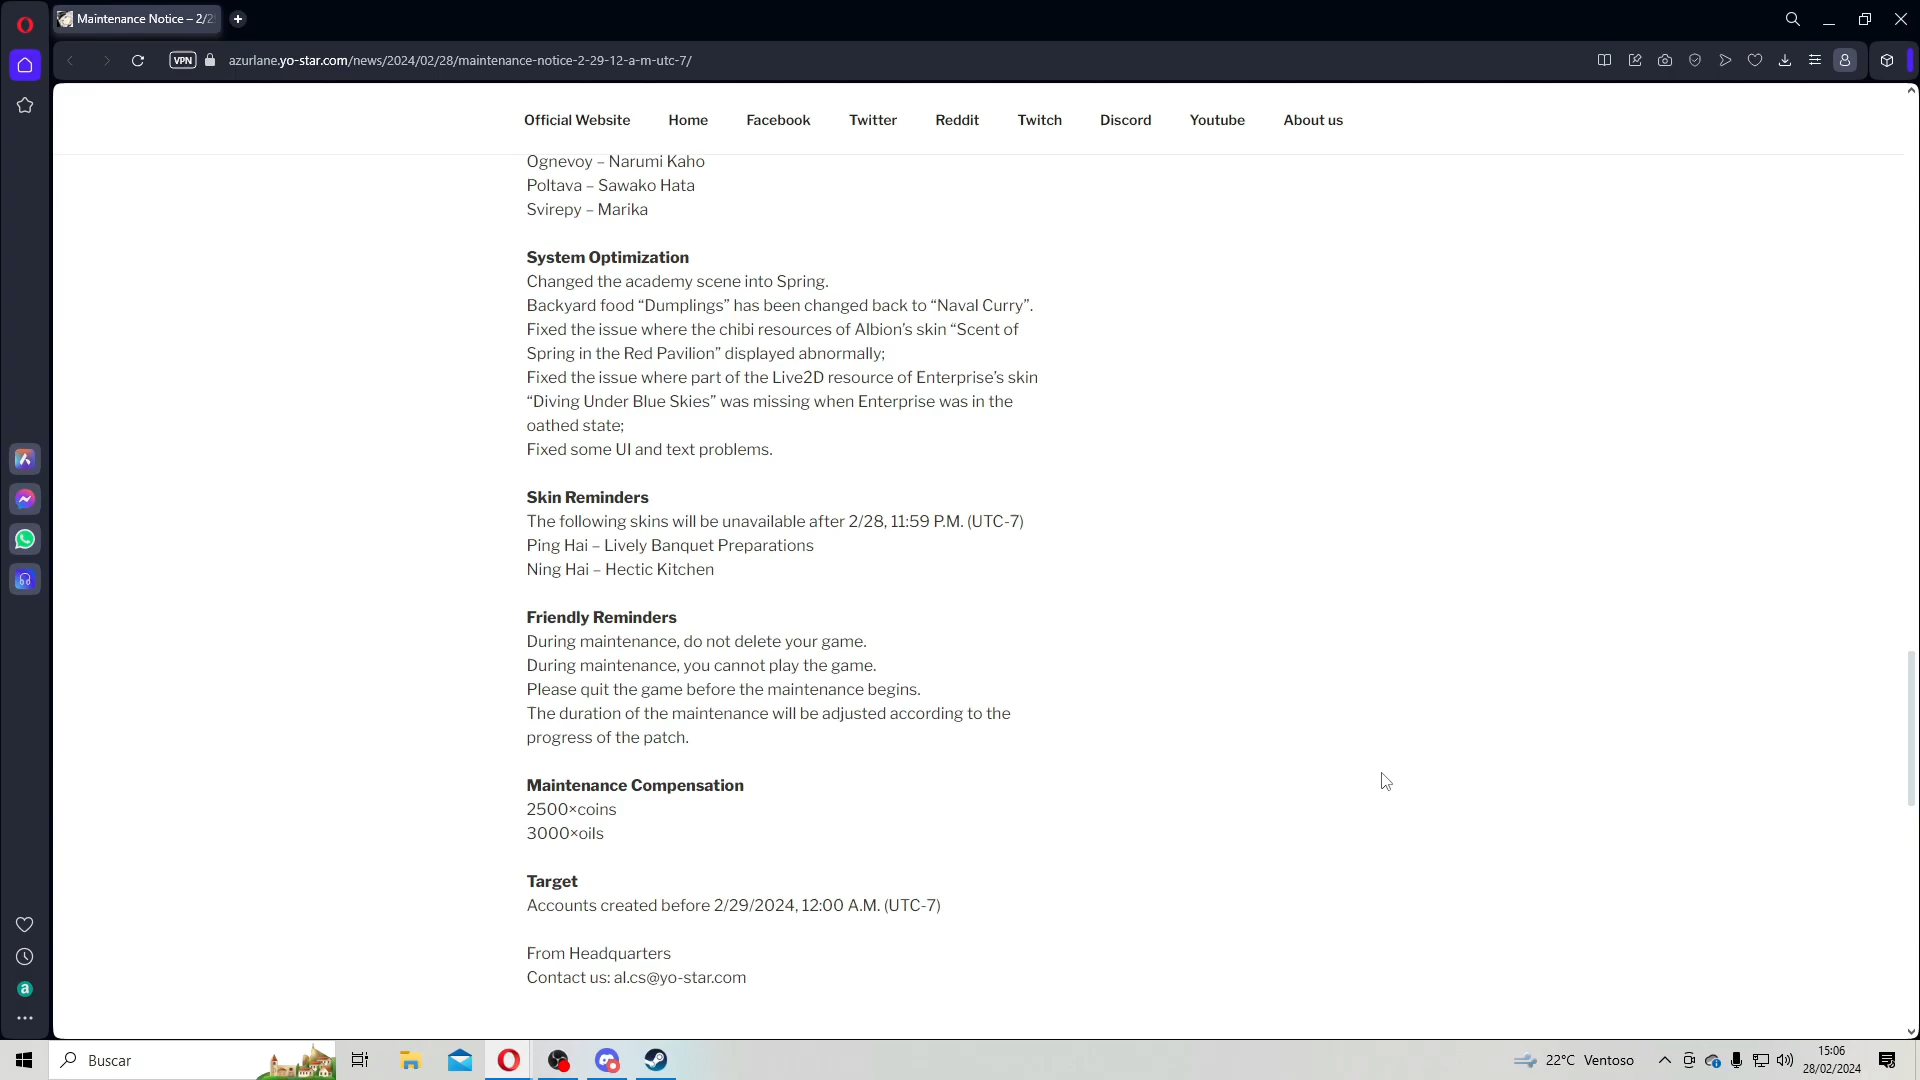 Maintenance Notice – 2/2
VPN
azurlane.yo-star.com/news/2024/02/28/maintenance-notice-2-29-12-a-m-utc-7/
Official Website Home Facebook Twitter Reddit Twitch Discord Youtube About us
Ognevoy – Narumi Kaho
Poltava – Sawako Hata
Svirepy – Marika
System Optimization
Changed the academy scene into Spring.
Backyard food “Dumplings” has been changed back to “Naval Curry”.
Fixed the issue where the chibi resources of Albion’s skin “Scent of
Spring in the Red Pavilion” displayed abnormally;
Fixed the issue where part of the Live2D resource of Enterprise’s skin
“Diving Under Blue Skies” was missing when Enterprise was in the
oathed state;
Fixed some UI and text problems.
Skin Reminders
The following skins will be unavailable after 2/28, 11:59 P.M. (UTC-7)
Ping Hai – Lively Banquet Preparations
Ning Hai – Hectic Kitchen
Friendly Reminders
During maintenance, do not delete your game.
During maintenance, you cannot play the game.
Please quit the game before the maintenance begins.
The duration of the maintenance will be adjusted according to the
progress of the patch.
Maintenance Compensation
2500×coins
3000×oils
Target
Accounts created before 2/29/2024, 12:00 A.M. (UTC-7)
From Headquarters
Contact us: al.cs@yo-star.com
Buscar
22°C Ventoso
15:06
28/02/2024